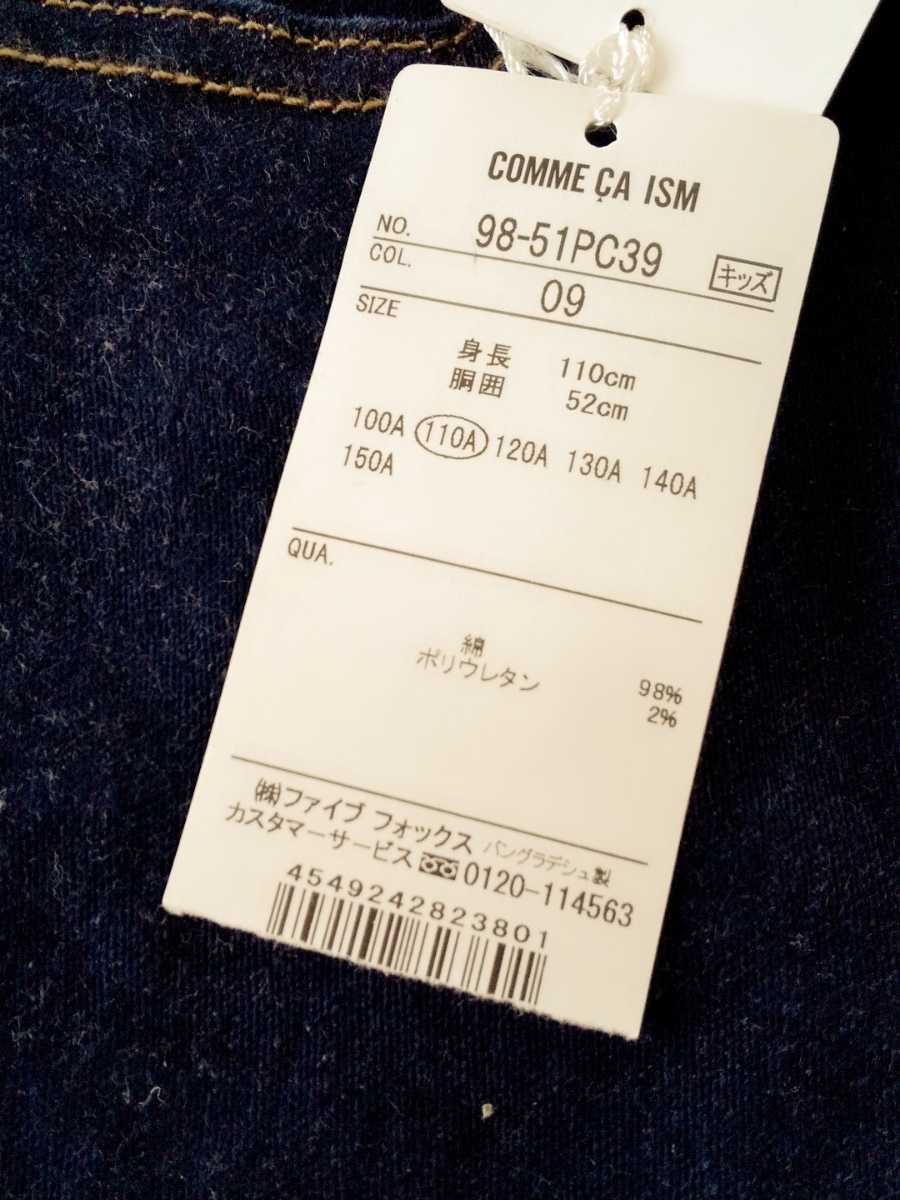 COMME ÇA ISM
NO. 98-51PC39 キッズ
COL. 09
SIZE
身長 110cm
胴囲 52cm
100A 110A 120A 130A 140A
150A
QUA.
綿 98%
ポリウレタン 2%
㈱ファイブ フォックス バングラデシュ製
カスタマーサービス 0120-114563
4549242823801